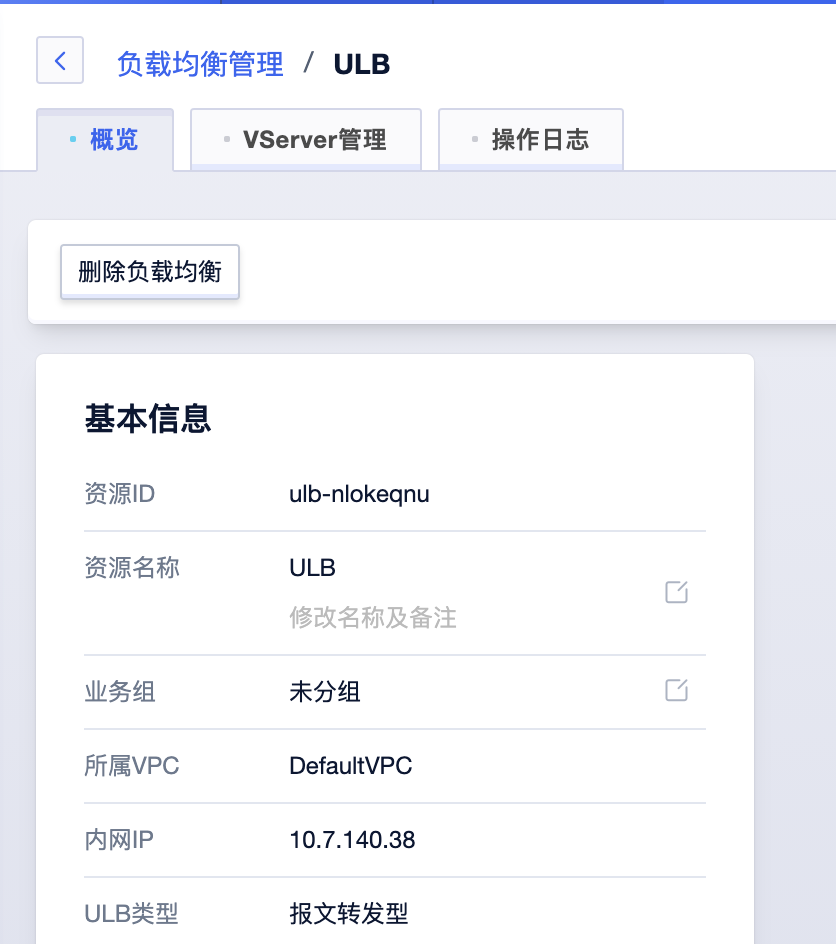 负载均衡管理 / ULB
概览 VServer管理 操作日志
删除负载均衡
基本信息
资源ID ulb-nlokeqnu
资源名称 ULB
修改名称及备注
业务组 未分组
所属VPC DefaultVPC
内网IP 10.7.140.38
ULB类型 报文转发型